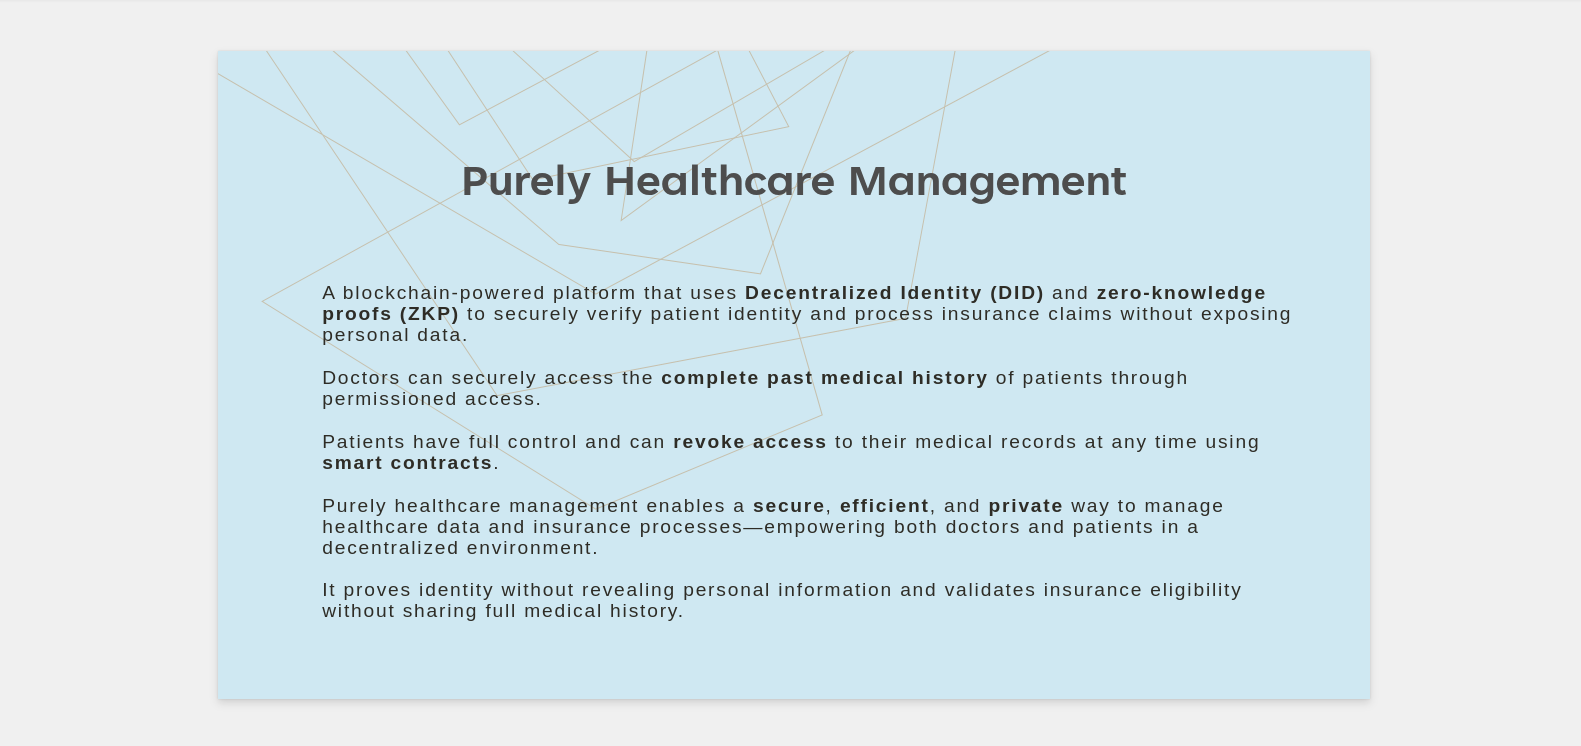 Purely Healthcare Management
A blockchain-powered platform that uses Decentralized Identity (DID) and zero-knowledge
proofs (ZKP) to securely verify patient identity and process insurance claims without exposing
personal data.
Doctors can securely access the complete past medical history of patients through
permissioned access.
Patients have full control and can revoke access to their medical records at any time using
smart contracts.
Purely healthcare management enables a secure, efficient, and private way to manage
healthcare data and insurance processes—empowering both doctors and patients in a
decentralized environment.
It proves identity without revealing personal information and validates insurance eligibility
without sharing full medical history.